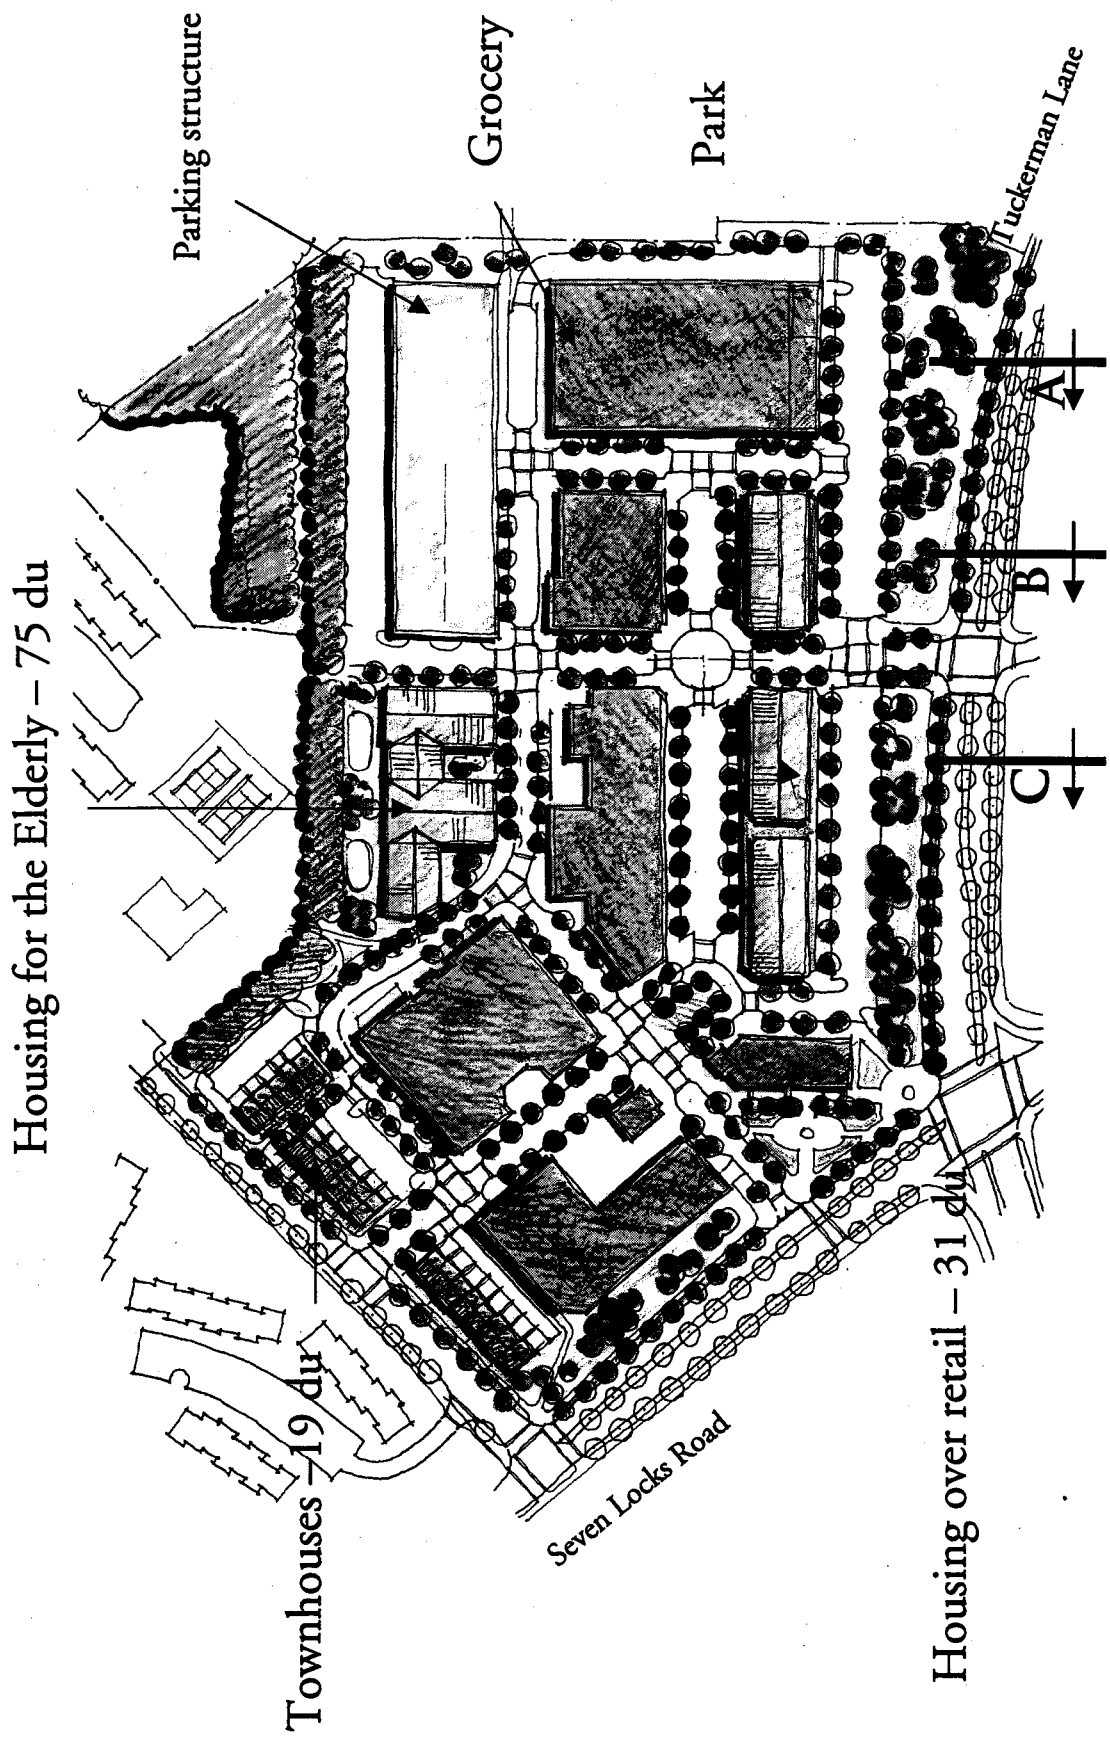 Housing for the Elderly – 75 du
Parking structure
Grocery
Park
Tuckerman Lane
A
B
C
Townhouses – 19 du
Seven Locks Road
Housing over retail – 31 du